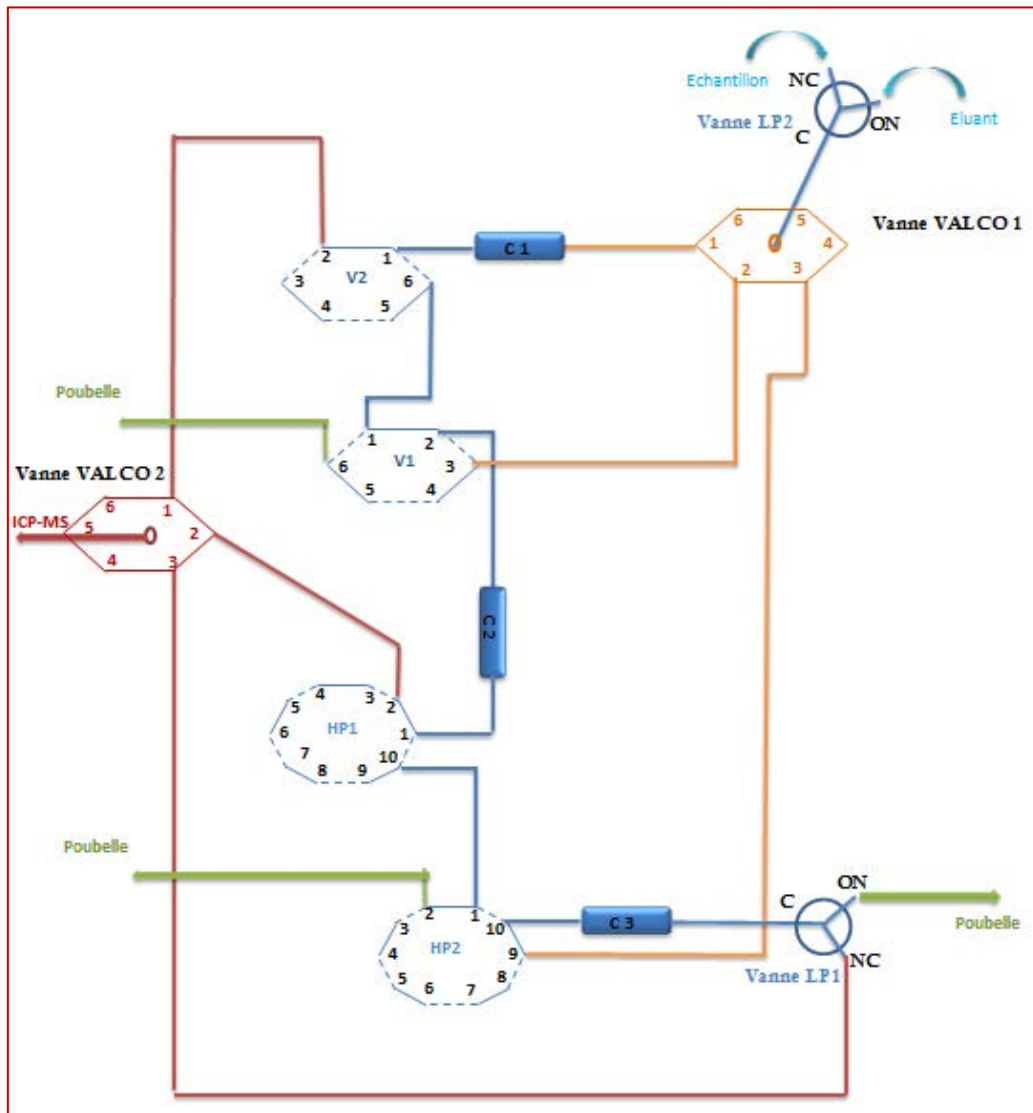 NC
Echantillon
Vanne LP2
ON
Eluant
C
Vanne VALCO 1
6 5
1 4
2 3
C 1
2 1
3 V2 6
4 5
Poubelle
1 2
6 V1 3
5 4
Vanne VALCO 2
6 1
ICP-MS 5 2
4 3
C 2
4 3
5 2
6 HP1 1
7 10
8 9
Poubelle
2 1
3 10
4 HP2 9
5 8
6 7
C 3
C ON
Poubelle
NC
Vanne LP1